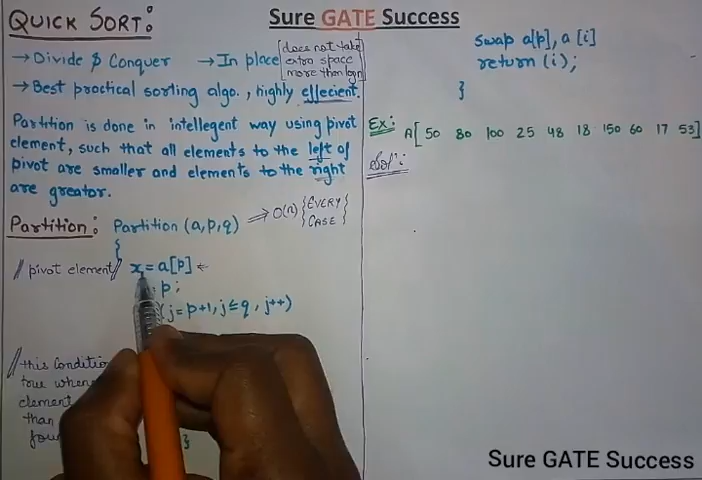 QUICK SORT:
Sure GATE Success
→ Divide & Conquer → In place [does not take extra space more then logn]
→ Best practical sorting algo., highly effecient.
Partition is done in intellegent way using pivot
element, such that all elements to the left of
pivot are smaller and elements to the right
are greator.
Partition: Partition (a,p,q) ⟹ O(n) {EVERY CASE}
{
// pivot element // x = a[p] ←
p ;
(j=p+1, j≤q, j++)
// this
true when
than
}
swap a[p], a[i]
return (i);
}
Ex: A[ 50 80 100 25 48 18 150 60 17 53]
Sol":
Sure GATE Success